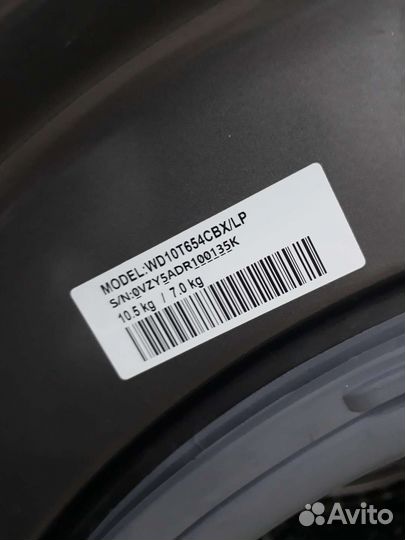 MODEL:WD10T654CBX/LP
S/N:0VZY5ADR100135K
10.5 kg / 7.0 kg
Avito